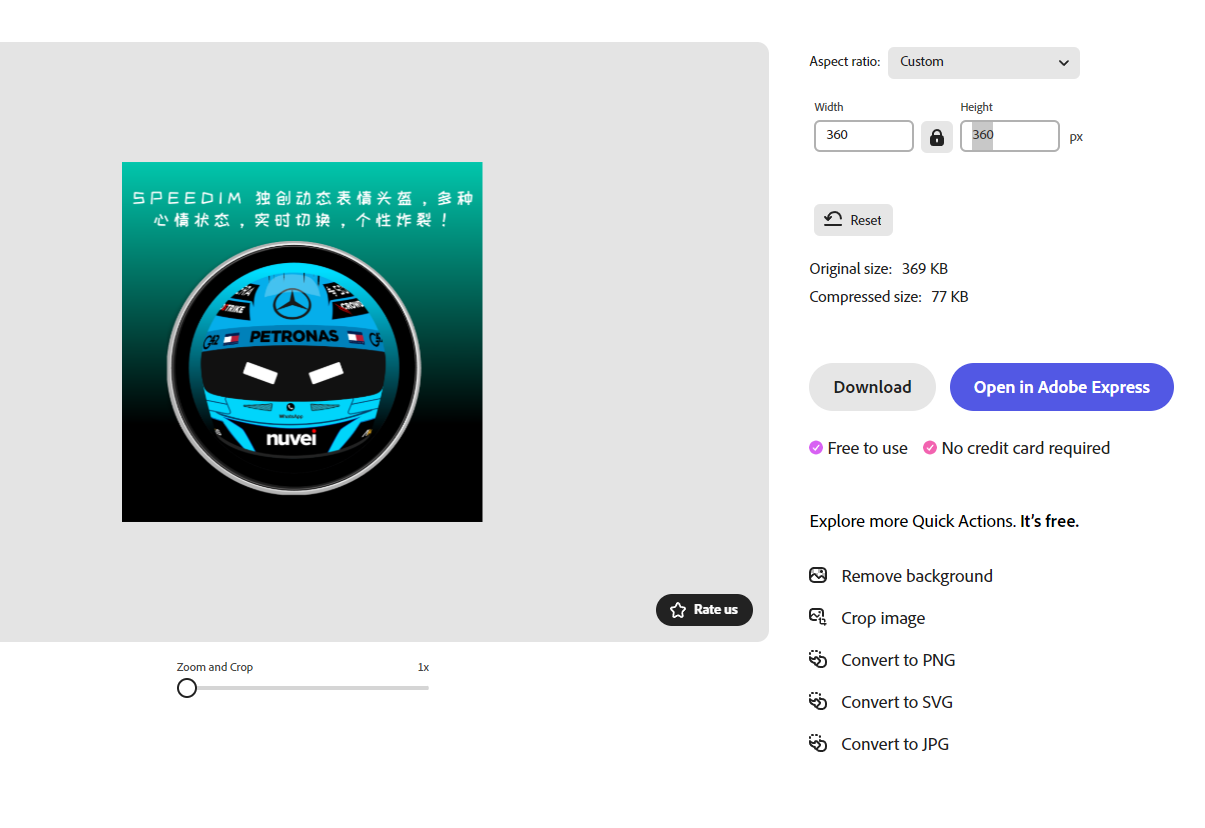 Aspect ratio:
Custom
Width
Height
360
360
px
SPEEDIM 独创动态表情头盔，多种
心情状态，实时切换，个性炸裂！
TRIKE
CROWD
PETRONAS
WhatsApp
nuvei
Reset
Original size: 369 KB
Compressed size: 77 KB
Download
Open in Adobe Express
Free to use
No credit card required
Explore more Quick Actions. It's free.
Remove background
Crop image
Convert to PNG
Convert to SVG
Convert to JPG
Rate us
Zoom and Crop
1x